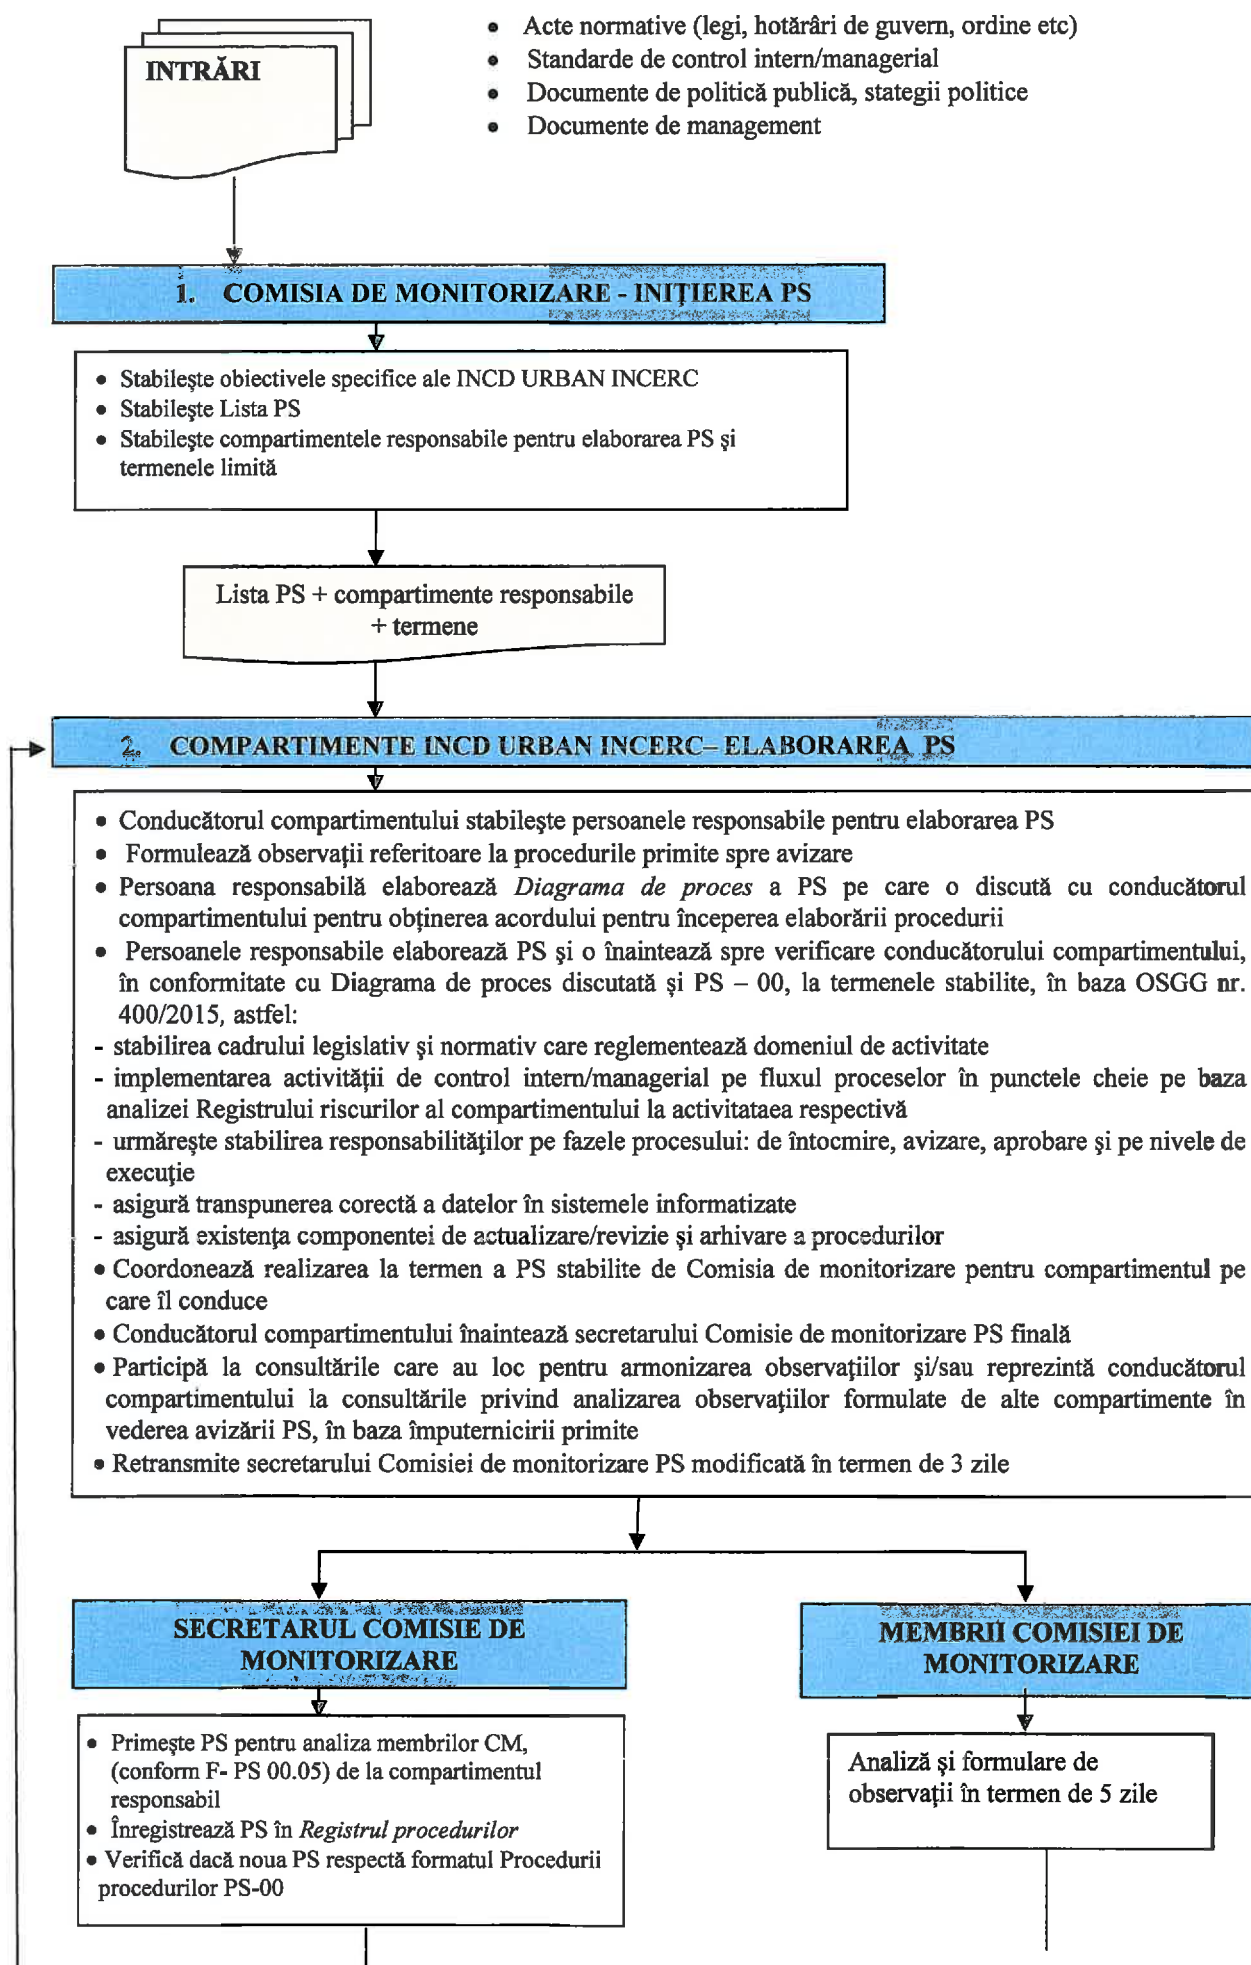 INTRĂRI
• Acte normative (legi, hotărâri de guvern, ordine etc)
• Standarde de control intern/managerial
• Documente de politică publică, stategii politice
• Documente de management
1. COMISIA DE MONITORIZARE - INIŢIEREA PS
• Stabileşte obiectivele specifice ale INCD URBAN INCERC
• Stabileşte Lista PS
• Stabileşte compartimentele responsabile pentru elaborarea PS şi
termenele limită
Lista PS + compartimente responsabile
+ termene
2. COMPARTIMENTE INCD URBAN INCERC– ELABORAREA PS
• Conducătorul compartimentului stabileşte persoanele responsabile pentru elaborarea PS
• Formulează observaţii referitoare la procedurile primite spre avizare
• Persoana responsabilă elaborează Diagrama de proces a PS pe care o discută cu conducătorul
compartimentului pentru obţinerea acordului pentru începerea elaborării procedurii
• Persoanele responsabile elaborează PS şi o înaintează spre verificare conducătorului compartimentului,
în conformitate cu Diagrama de proces discutată şi PS – 00, la termenele stabilite, în baza OSGG nr.
400/2015, astfel:
- stabilirea cadrului legislativ şi normativ care reglementează domeniul de activitate
- implementarea activităţii de control intern/managerial pe fluxul proceselor în punctele cheie pe baza
analizei Registrului riscurilor al compartimentului la activitataea respectivă
- urmăreşte stabilirea responsabilităţilor pe fazele procesului: de întocmire, avizare, aprobare şi pe nivele de
execuţie
- asigură transpunerea corectă a datelor în sistemele informatizate
- asigură existenţa componentei de actualizare/revizie şi arhivare a procedurilor
• Coordonează realizarea la termen a PS stabilite de Comisia de monitorizare pentru compartimentul pe
care îl conduce
• Conducătorul compartimentului înaintează secretarului Comisie de monitorizare PS finală
• Participă la consultările care au loc pentru armonizarea observaţiilor şi/sau reprezintă conducătorul
compartimentului la consultările privind analizarea observaţiilor formulate de alte compartimente în
vederea avizării PS, în baza împuternicirii primite
• Retransmite secretarului Comisiei de monitorizare PS modificată în termen de 3 zile
SECRETARUL COMISIE DE
MONITORIZARE
• Primeşte PS pentru analiza membrilor CM,
(conform F- PS 00.05) de la compartimentul
responsabil
• Înregistrează PS în Registrul procedurilor
• Verifică dacă noua PS respectă formatul Procedurii
procedurilor PS-00
MEMBRII COMISIEI DE
MONITORIZARE
Analiză şi formulare de
observaţii în termen de 5 zile